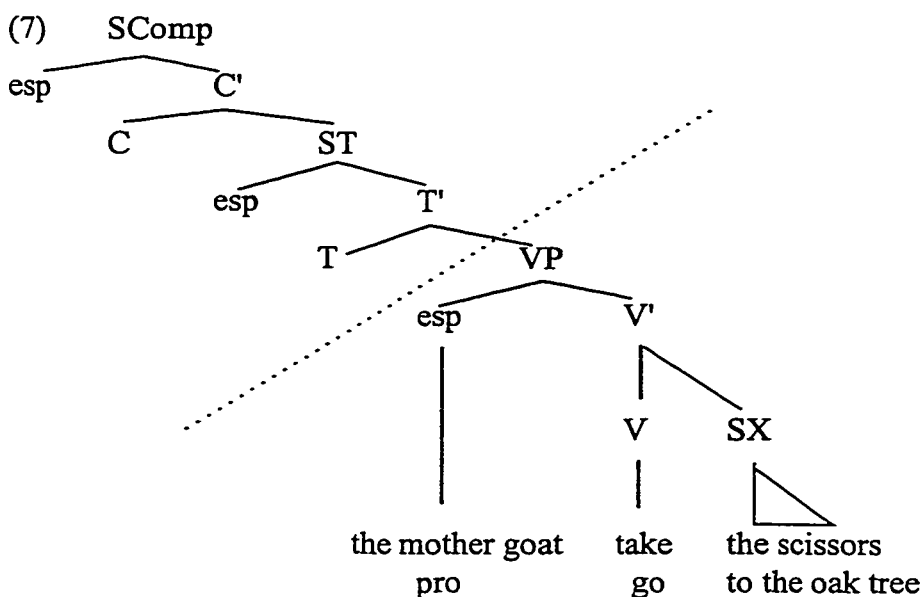 (7) SComp
esp C'
C ST
esp T'
T VP
esp V'
V SX
the mother goat take the scissors
pro go to the oak tree